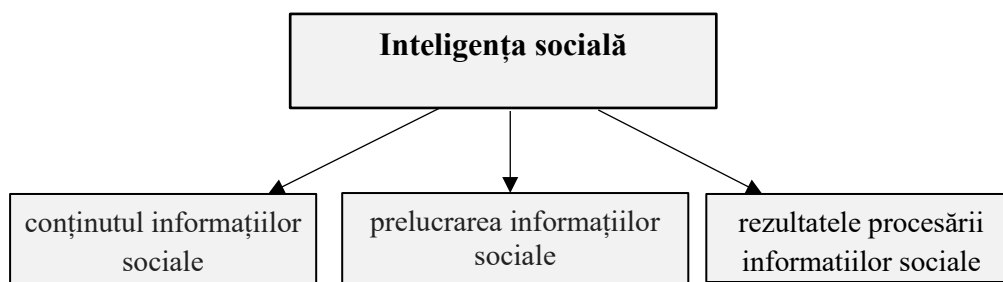 Inteligența socială
conținutul informațiilor
sociale
prelucrarea informațiilor
sociale
rezultatele procesării
informatiilor sociale